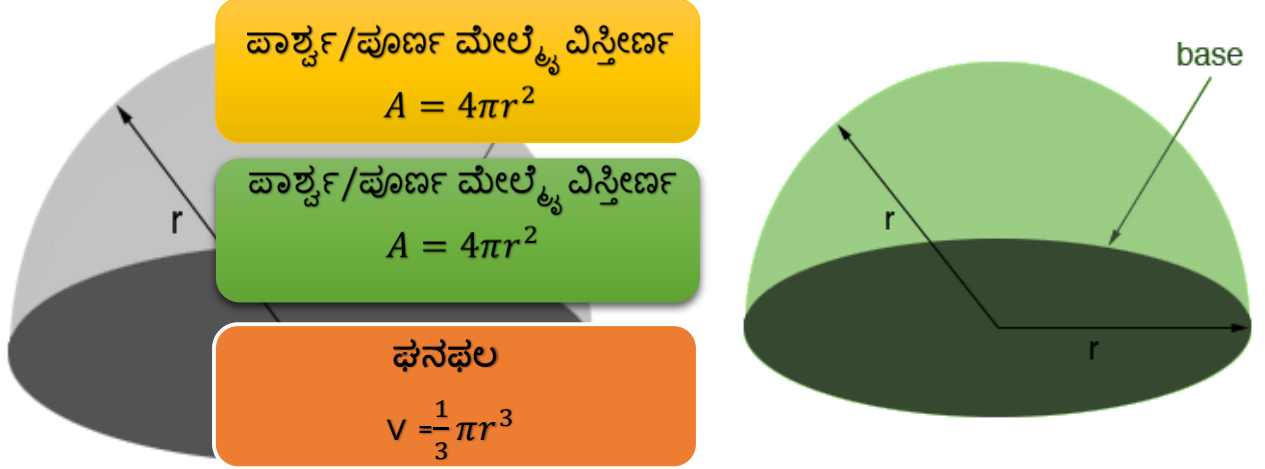 ಪಾರ್ಶ್ವ/ಪೂರ್ಣ ಮೇಲ್ಮೈ ವಿಸ್ತೀರ್ಣ
A = 4πr²
ಪಾರ್ಶ್ವ/ಪೂರ್ಣ ಮೇಲ್ಮೈ ವಿಸ್ತೀರ್ಣ
A = 4πr²
ಘನಫಲ
V =1/3 πr³
r
base
r
r